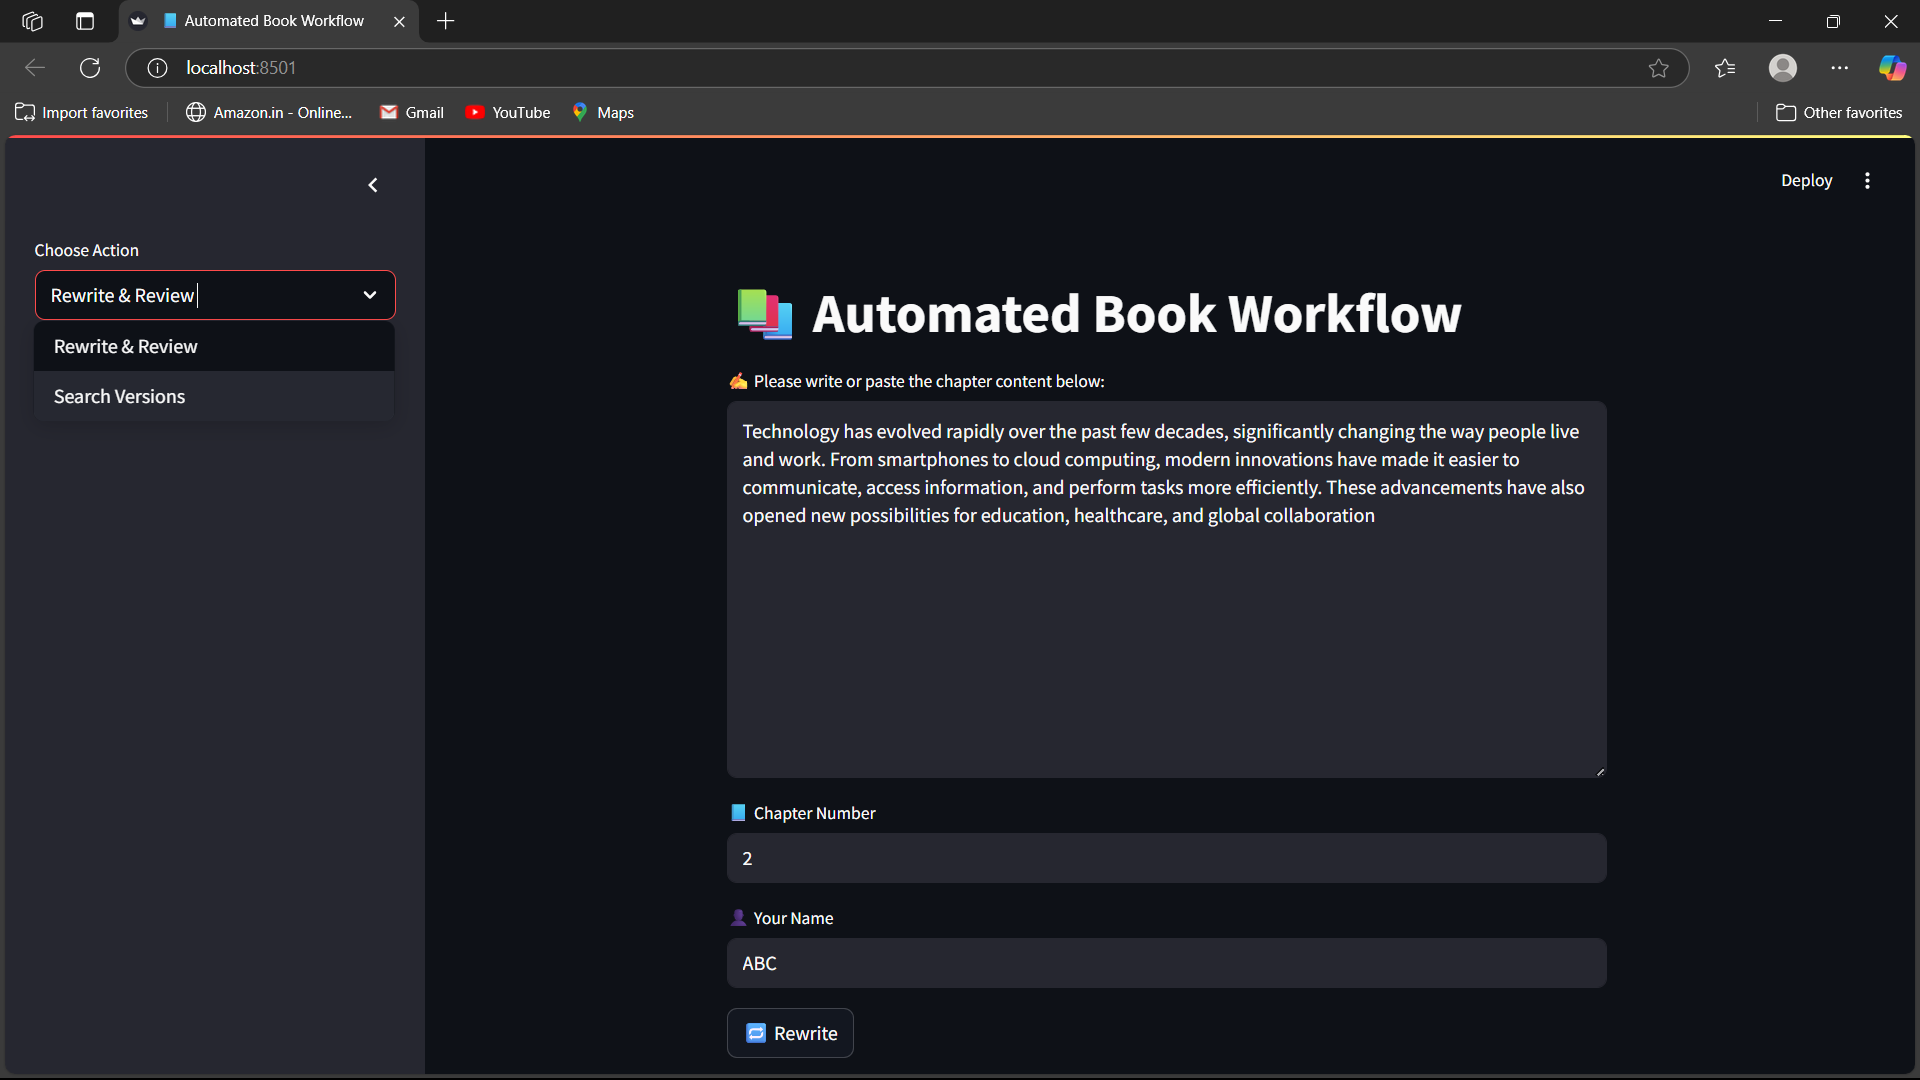 Automated Book Workflow
localhost:8501
Import favorites
Amazon.in - Online...
Gmail
YouTube
Maps
Other favorites
Deploy
Choose Action
Rewrite & Review
Rewrite & Review
Search Versions
Automated Book Workflow
Please write or paste the chapter content below:
Technology has evolved rapidly over the past few decades, significantly changing the way people live
and work. From smartphones to cloud computing, modern innovations have made it easier to
communicate, access information, and perform tasks more efficiently. These advancements have also
opened new possibilities for education, healthcare, and global collaboration
Chapter Number
2
Your Name
ABC
Rewrite